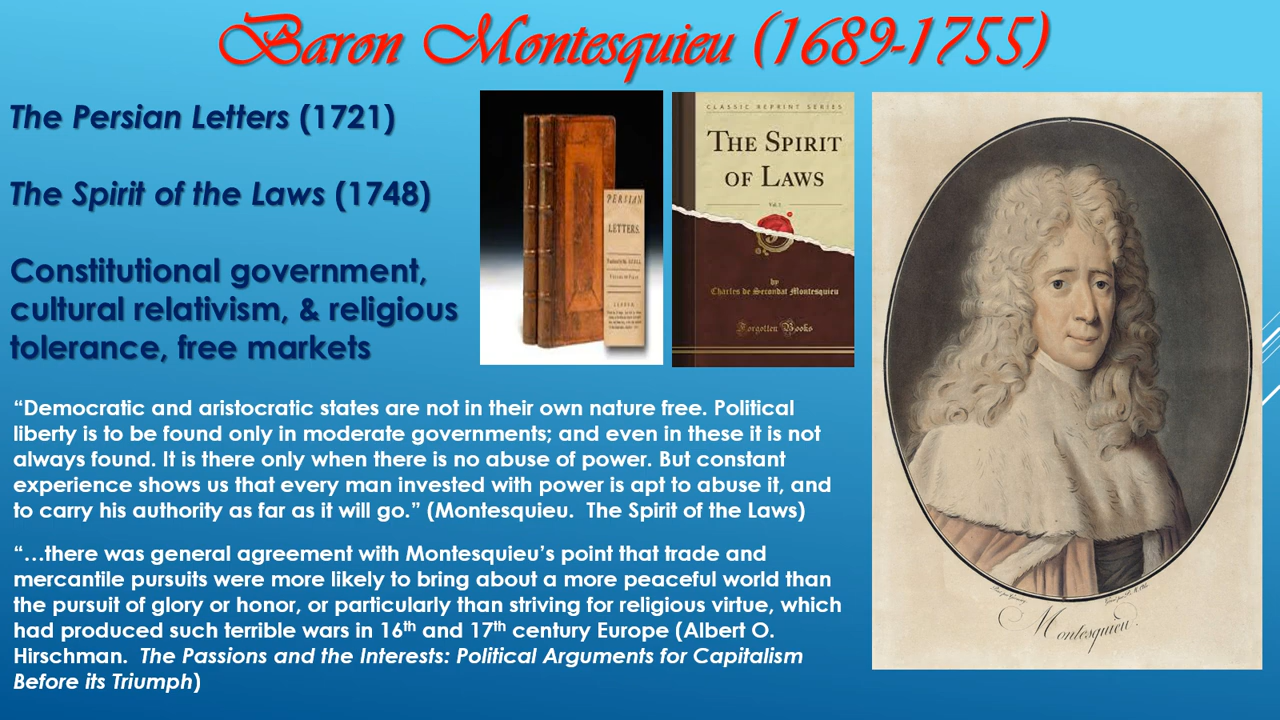 Baron Montesquieu (1689-1755)
The Persian Letters (1721)
The Spirit of the Laws (1748)
Constitutional government,
cultural relativism, & religious
tolerance, free markets
PERSIAN
LETTERS.
LONDON
CLASSIC REPRINT SERIES
THE SPIRIT
OF LAWS
Vol. 1
by
Charles de Secondat Montesquieu
Forgotten Books
“Democratic and aristocratic states are not in their own nature free. Political
liberty is to be found only in moderate governments; and even in these it is not
always found. It is there only when there is no abuse of power. But constant
experience shows us that every man invested with power is apt to abuse it, and
to carry his authority as far as it will go.” (Montesquieu.  The Spirit of the Laws)
“…there was general agreement with Montesquieu’s point that trade and
mercantile pursuits were more likely to bring about a more peaceful world than
the pursuit of glory or honor, or particularly than striving for religious virtue, which
had produced such terrible wars in 16th and 17th century Europe (Albert O.
Hirschman.  The Passions and the Interests: Political Arguments for Capitalism
Before its Triumph)
Montesquieu.